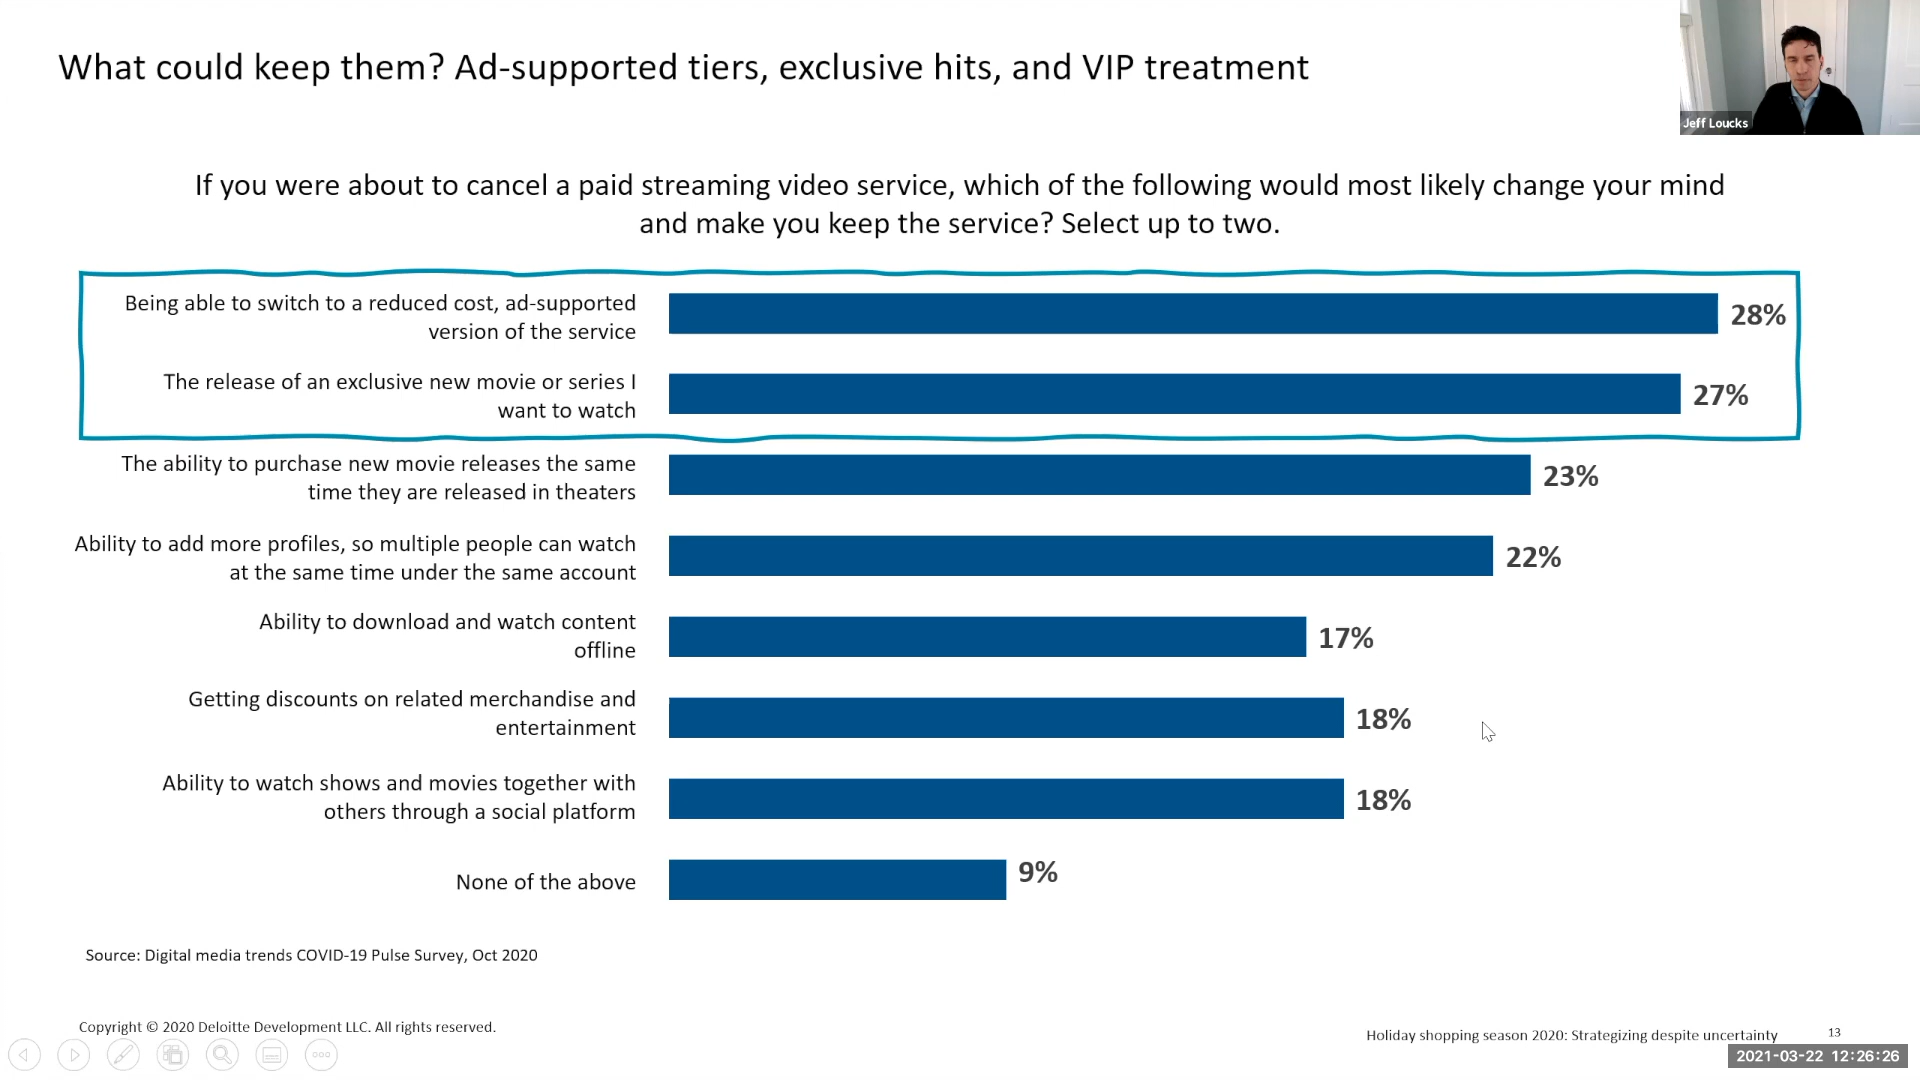 What could keep them? Ad-supported tiers, exclusive hits, and VIP treatment
Jeff Loucks
If you were about to cancel a paid streaming video service, which of the following would most likely change your mind
and make you keep the service? Select up to two.
Being able to switch to a reduced cost, ad-supported
version of the service
28%
The release of an exclusive new movie or series I
want to watch
27%
The ability to purchase new movie releases the same
time they are released in theaters
23%
Ability to add more profiles, so multiple people can watch
at the same time under the same account
22%
Ability to download and watch content
offline
17%
Getting discounts on related merchandise and
entertainment
18%
Ability to watch shows and movies together with
others through a social platform
18%
None of the above
9%
Source: Digital media trends COVID-19 Pulse Survey, Oct 2020
Copyright © 2020 Deloitte Development LLC. All rights reserved.
Holiday shopping season 2020: Strategizing despite uncertainty
13
2021-03-22 12:26:26